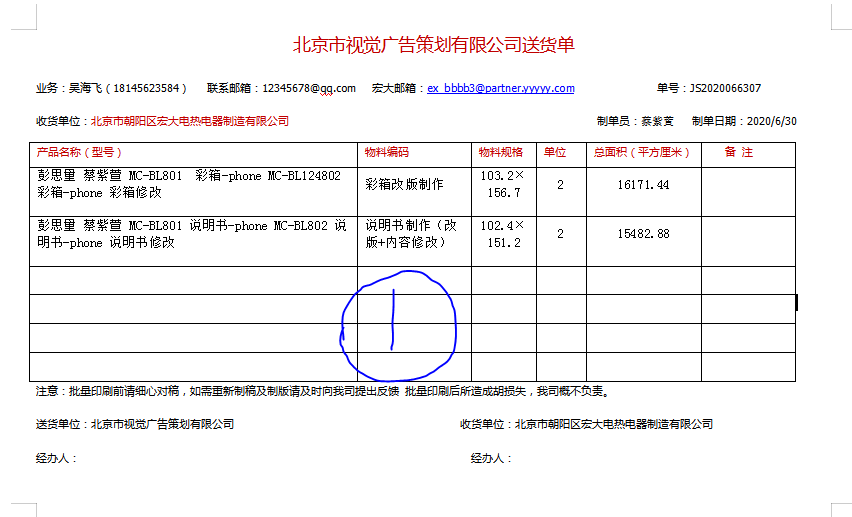 北京市视觉广告策划有限公司送货单
业务：吴海飞（18145623584） 联系邮箱：12345678@qq.com 宏大邮箱：ex_bbbb3@partner.yyyyy.com 单号：JS2020066307
收货单位：北京市朝阳区宏大电热电器制造有限公司 制单员：蔡紫萱 制单日期：2020/6/30
产品名称（型号） 物料编码 物料规格 单位 总面积（平方厘米） 备 注
彭思量 蔡紫萱 MC-BL801 彩箱-phone MC-BL124802 彩箱改版制作 103.2× 2 16171.44
彩箱-phone 彩箱修改 156.7
彭思量 蔡紫萱 MC-BL801 说明书-phone MC-BL802 说 说明书制作（改 102.4× 2 15482.88
明书-phone 说明书修改 版+内容修改） 151.2
1
注意：批量印刷前请细心对稿，如需重新制稿及制版请及时向我司提出反馈 批量印刷后所造成胡损失，我司概不负责。
送货单位：北京市视觉广告策划有限公司 收货单位：北京市朝阳区宏大电热电器制造有限公司
经办人： 经办人：